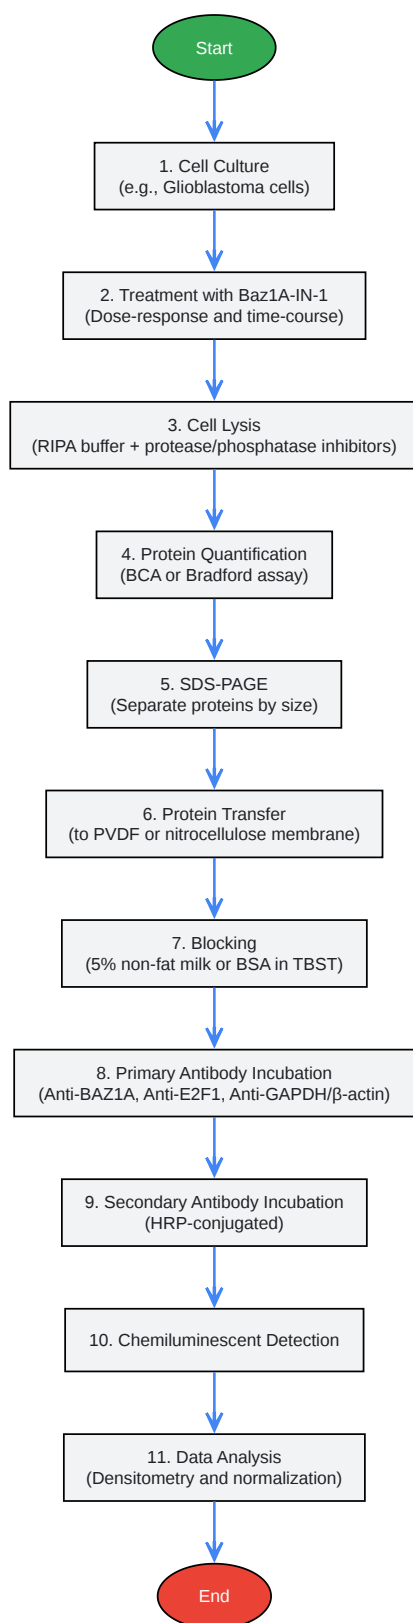 Start
1. Cell Culture
(e.g., Glioblastoma cells)
2. Treatment with Baz1A-IN-1
(Dose-response and time-course)
3. Cell Lysis
(RIPA buffer + protease/phosphatase inhibitors)
4. Protein Quantification
(BCA or Bradford assay)
5. SDS-PAGE
(Separate proteins by size)
6. Protein Transfer
(to PVDF or nitrocellulose membrane)
7. Blocking
(5% non-fat milk or BSA in TBST)
8. Primary Antibody Incubation
(Anti-BAZ1A, Anti-E2F1, Anti-GAPDH/β-actin)
9. Secondary Antibody Incubation
(HRP-conjugated)
10. Chemiluminescent Detection
11. Data Analysis
(Densitometry and normalization)
End